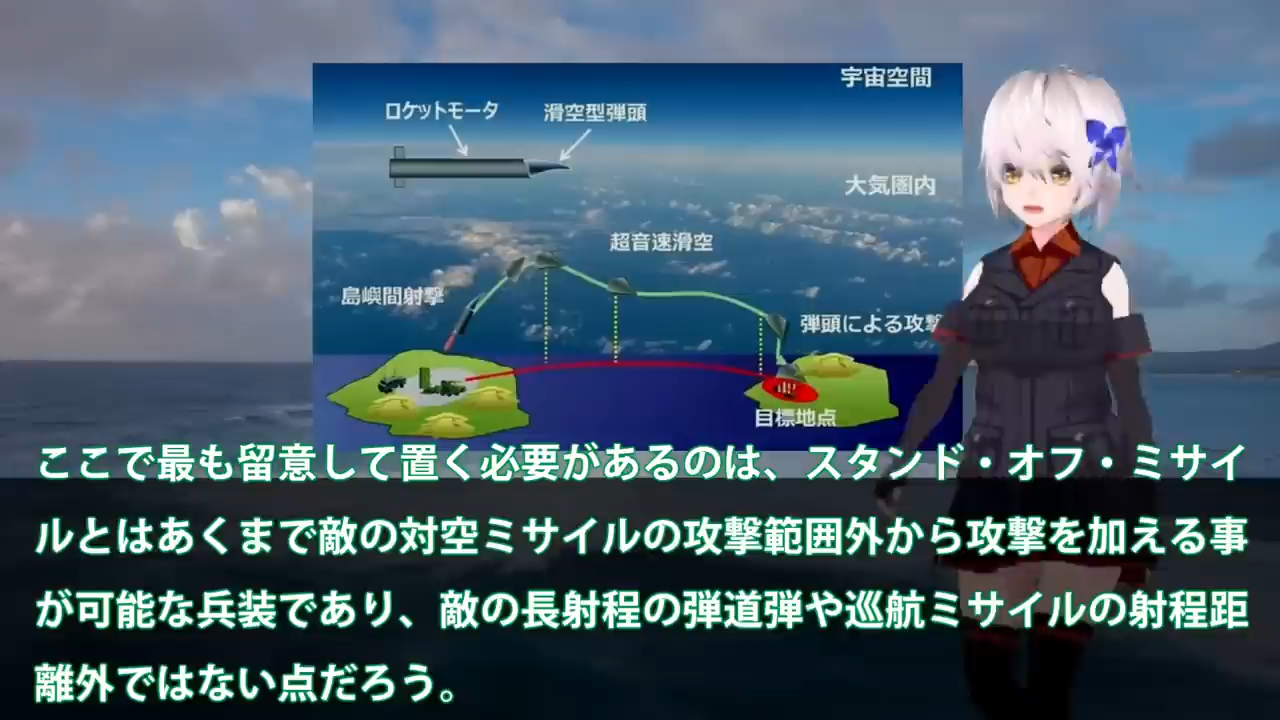 宇宙空間
ロケットモータ
滑空型弾頭
大気圏内
超音速滑空
島嶼間射撃
弾頭による攻撃
目標地点
ここで最も留意して置く必要があるのは、スタンド・オフ・ミサイ
ルとはあくまで敵の対空ミサイルの攻撃範囲外から攻撃を加える事
が可能な兵装であり、敵の長射程の弾道弾や巡航ミサイルの射程距
離外ではない点だろう。